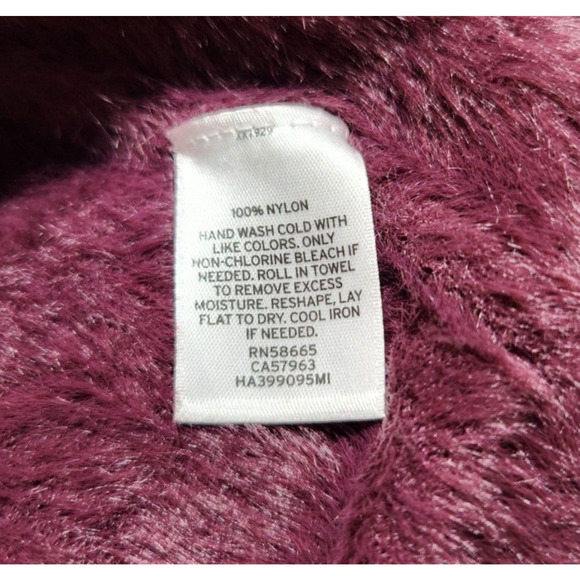 100% NYLON
HAND WASH COLD WITH
LIKE COLORS. ONLY
NON-CHLORINE BLEACH IF
NEEDED. ROLL IN TOWEL
TO REMOVE EXCESS
MOISTURE. RESHAPE, LAY
FLAT TO DRY. COOL IRON
IF NEEDED.
RN58665
CA57963
HA399095MI